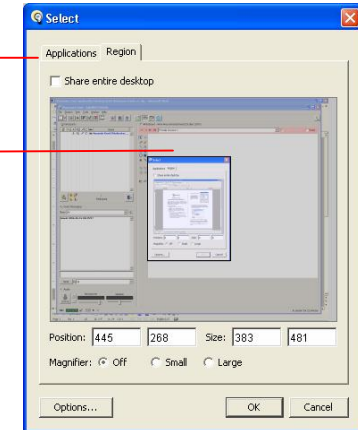 Select
Applications Region
Share entire desktop
Position: 445 268 Size: 383 481
Magnifier: Off Small Large
Options... OK Cancel